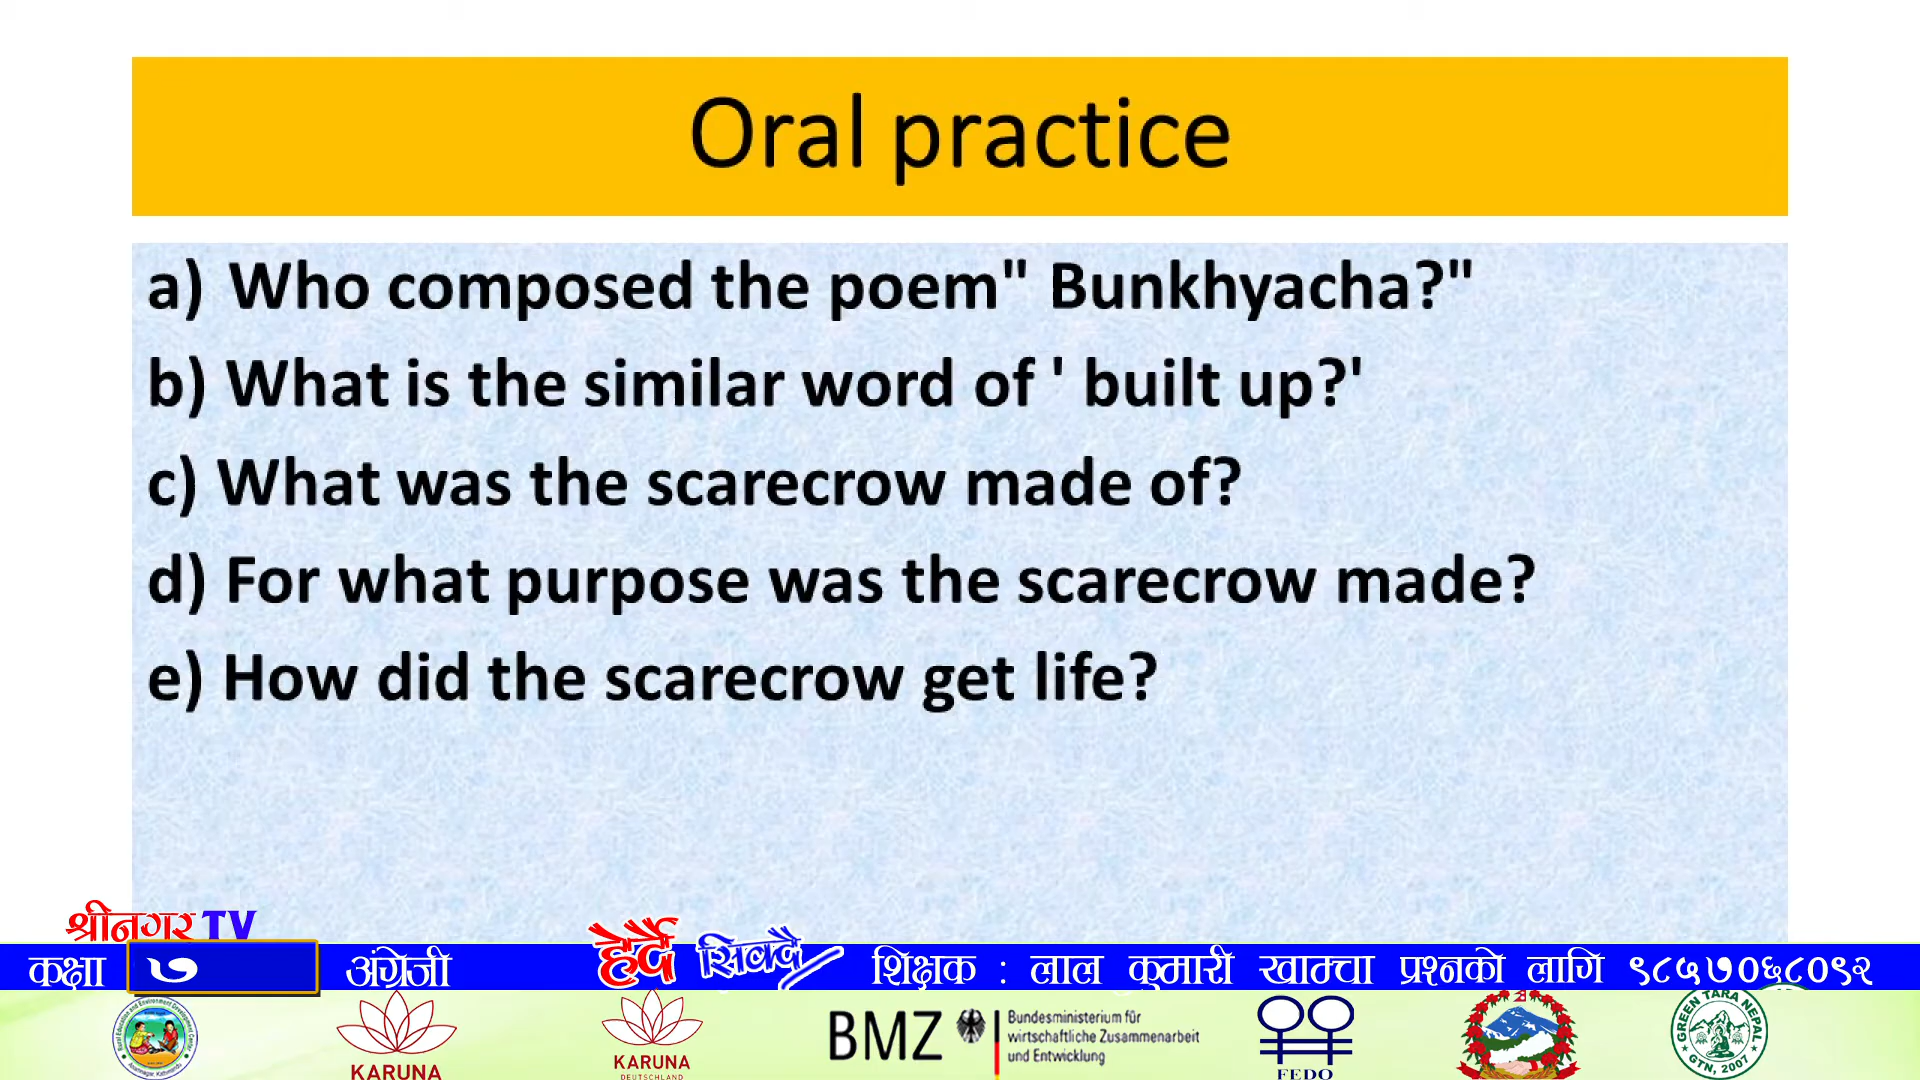 Oral practice
a) Who composed the poem" Bunkhyacha?"
b) What is the similar word of ' built up?'
c) What was the scarecrow made of?
d) For what purpose was the scarecrow made?
e) How did the scarecrow get life?
श्रीनगर TV
कक्षा ७ अंग्रेजी हेर्दै सिक्दै शिक्षक : लाल कुमारी खाम्चा प्रश्नको लागि ९८५७०६८०९२
KARUNA
KARUNA
DEUTSCHLAND
BMZ
Bundesministerium für
wirtschaftliche Zusammenarbeit
und Entwicklung
FEDO
GREEN TARA NEPAL
GTN, 2007